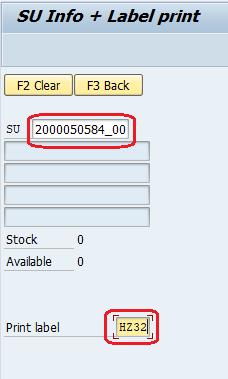 SU Info + Label print
F2 Clear F3 Back
SU 2000050584_00
Stock 0
Available 0
Print label HZ32